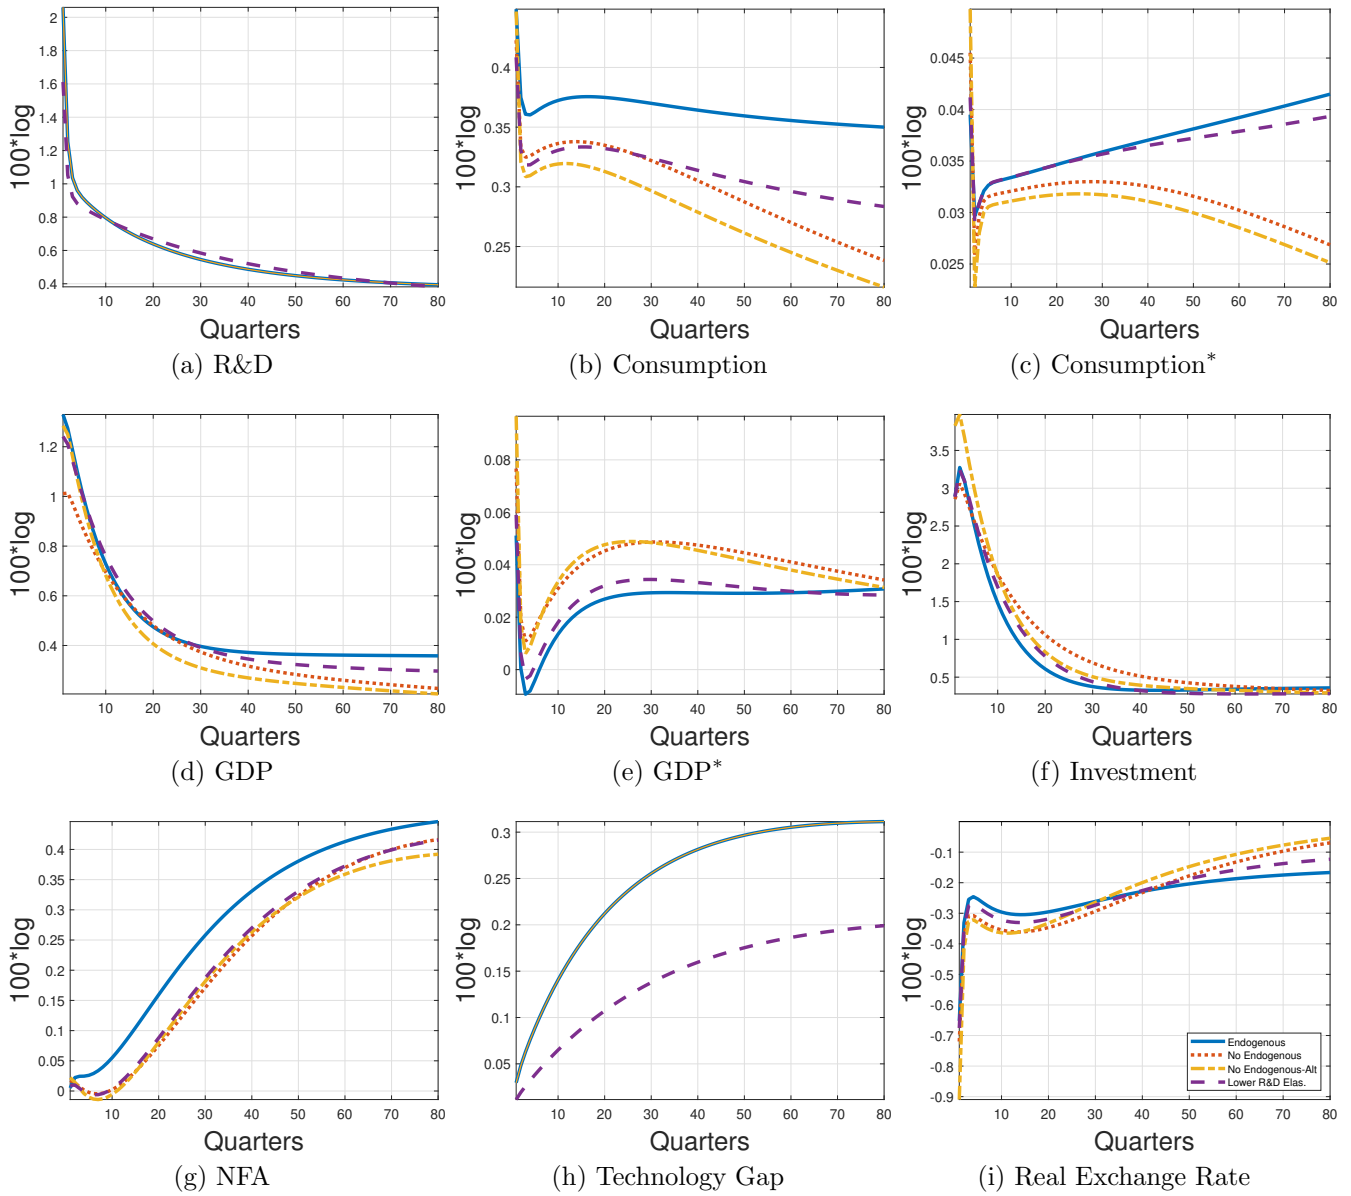 2
1.8
1.6
1.4
1.2
1
0.8
0.6
0.4
100*log
10 20 30 40 50 60 70 80
Quarters
(a) R&D
0.4
0.35
0.3
0.25
100*log
10 20 30 40 50 60 70 80
Quarters
(b) Consumption
0.045
0.04
0.035
0.03
0.025
100*log
10 20 30 40 50 60 70 80
Quarters
(c) Consumption*
1.2
1
0.8
0.6
0.4
100*log
10 20 30 40 50 60 70 80
Quarters
(d) GDP
0.08
0.06
0.04
0.02
0
100*log
10 20 30 40 50 60 70 80
Quarters
(e) GDP*
3.5
3
2.5
2
1.5
1
0.5
100*log
10 20 30 40 50 60 70 80
Quarters
(f) Investment
0.4
0.35
0.3
0.25
0.2
0.15
0.1
0.05
0
100*log
10 20 30 40 50 60 70 80
Quarters
(g) NFA
0.3
0.25
0.2
0.15
0.1
0.05
100*log
10 20 30 40 50 60 70 80
Quarters
(h) Technology Gap
-0.1
-0.2
-0.3
-0.4
-0.5
-0.6
-0.7
-0.8
-0.9
100*log
Endogenous
No Endogenous
No Endogenous-Alt
Lower R&D Elas.
10 20 30 40 50 60 70 80
Quarters
(i) Real Exchange Rate